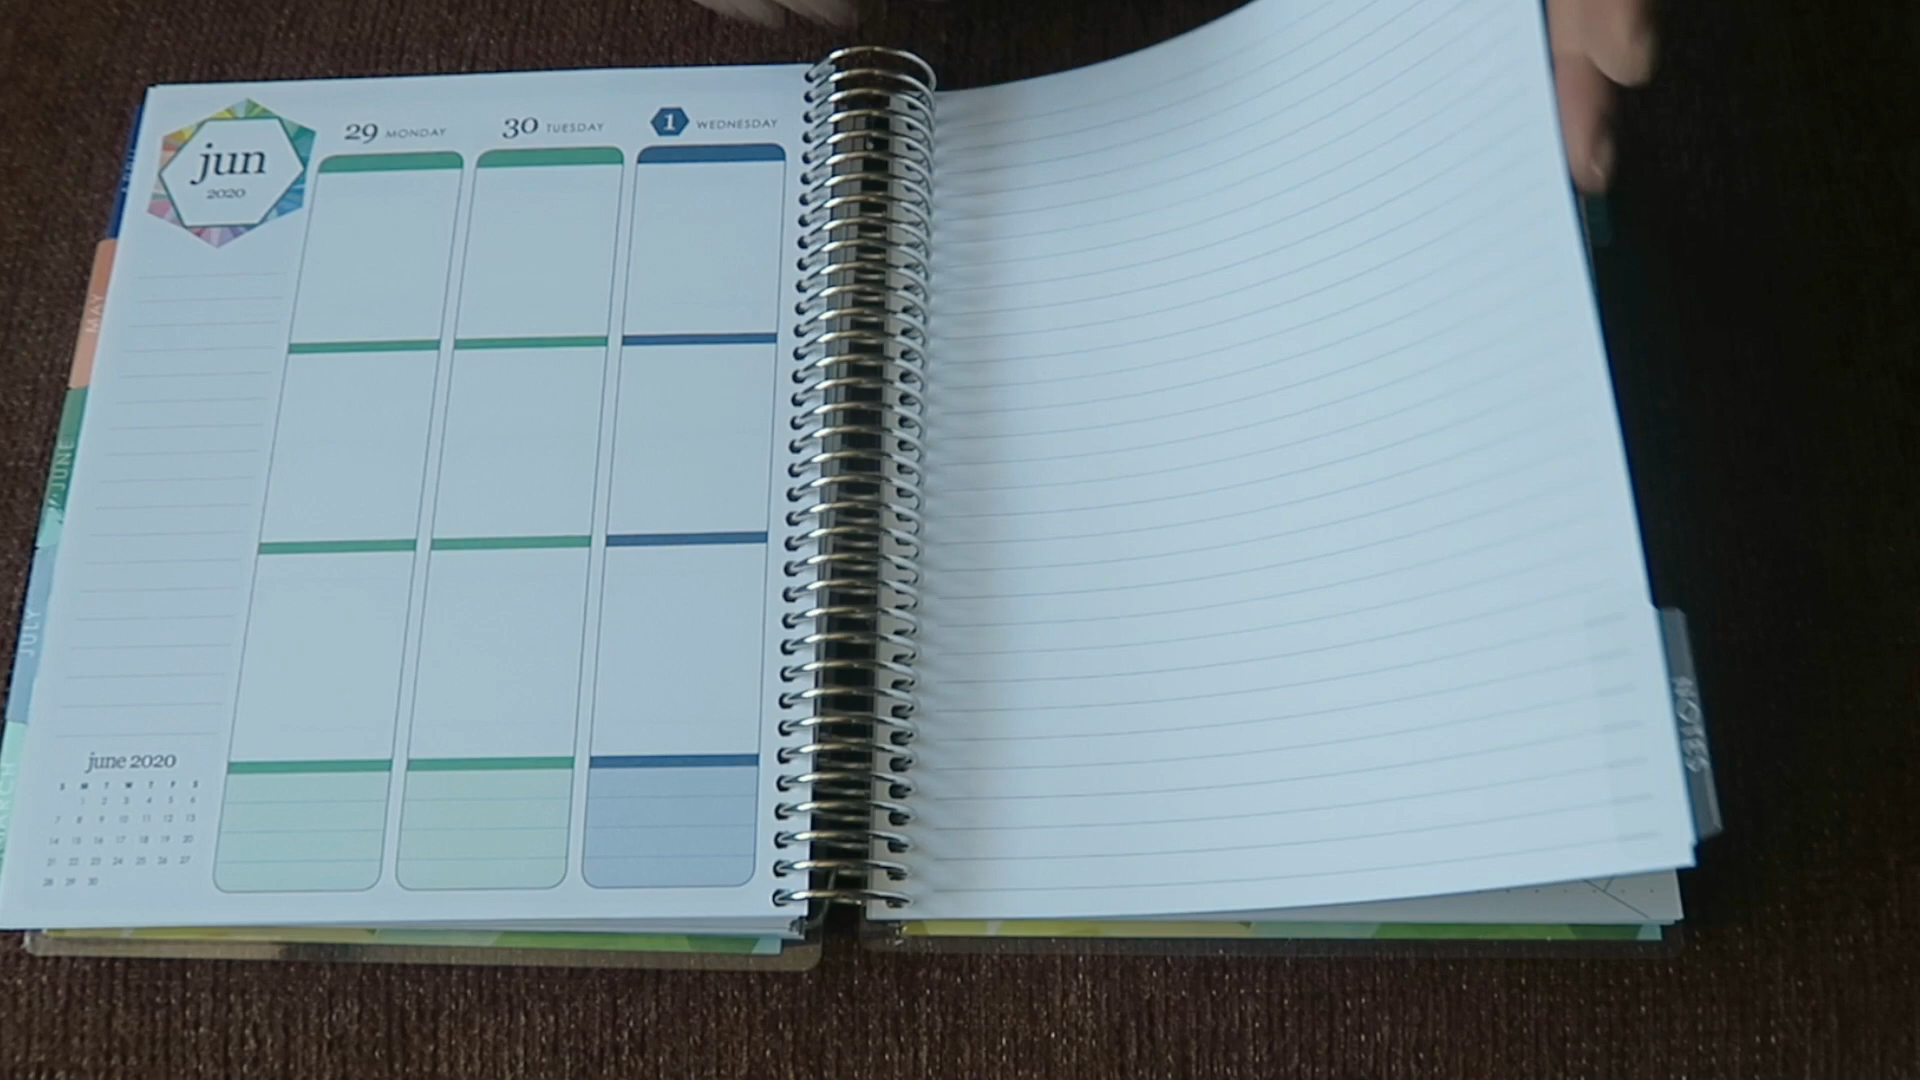 jun
2020
29 MONDAY
30 TUESDAY
1 WEDNESDAY
MAY
JUNE
JULY
MARCH
june 2020
S M T W T F S
1 2 3 4 5 6
7 8 9 10 11 12 13
14 15 16 17 18 19 20
21 22 23 24 25 26 27
28 29 30
NOTES